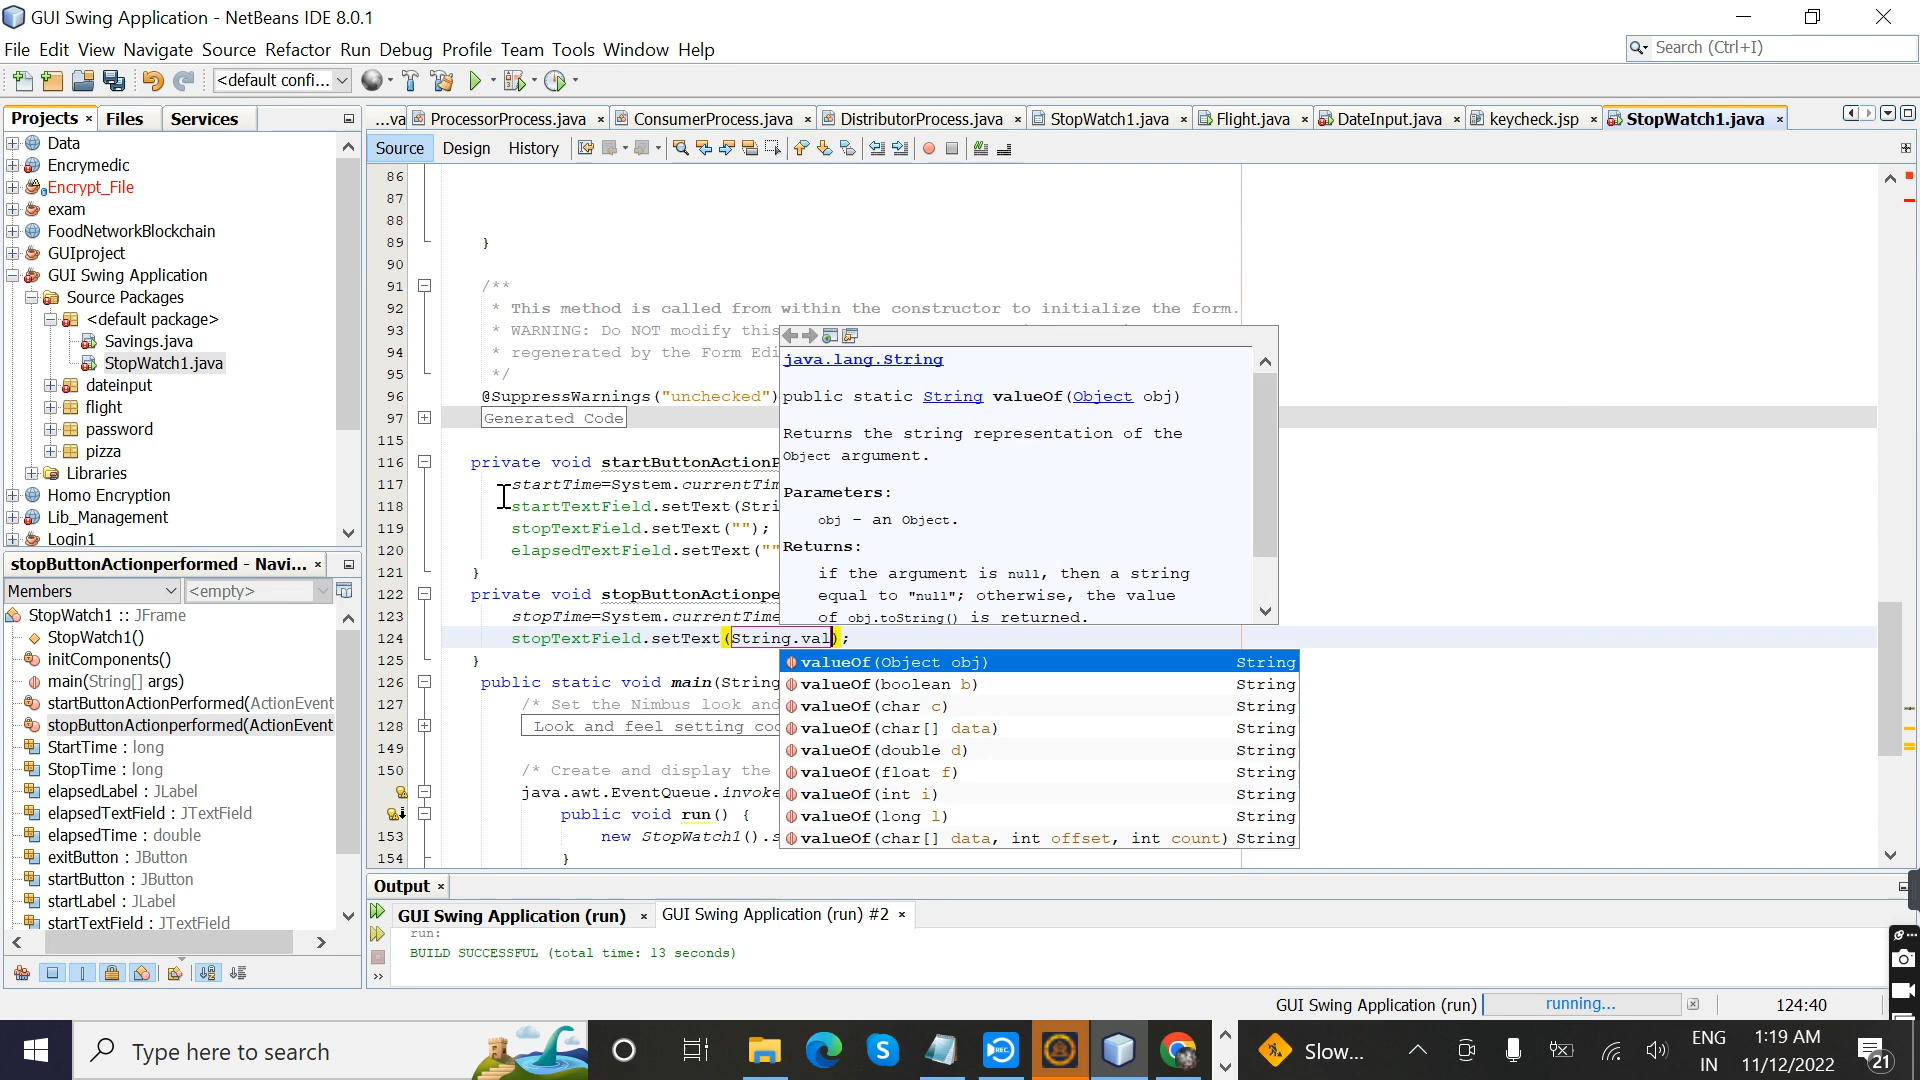 GUI Swing Application - NetBeans IDE 8.0.1
File Edit View Navigate Source Refactor Run Debug Profile Team Tools Window Help
Search (Ctrl+I)
<default confi...
Projects
Files
Services
...va
ProcessorProcess.java
ConsumerProcess.java
DistributorProcess.java
StopWatch1.java
Flight.java
DateInput.java
keycheck.jsp
StopWatch1.java
Source
Design
History
Data
Encrymedic
Encrypt_File
exam
FoodNetworkBlockchain
GUIproject
GUI Swing Application
Source Packages
<default package>
Savings.java
StopWatch1.java
dateinput
flight
password
pizza
Libraries
Homo Encryption
Lib_Management
Login1
stopButtonActionperformed - Navi...
Members
<empty>
StopWatch1 :: JFrame
StopWatch1()
initComponents()
main(String[] args)
startButtonActionPerformed(ActionEvent
stopButtonActionperformed(ActionEvent
StartTime : long
StopTime : long
elapsedLabel : JLabel
elapsedTextField : JTextField
elapsedTime : double
exitButton : JButton
startButton : JButton
startLabel : JLabel
startTextField : JTextField
86
87
88
89 }
90
91 /**
92 * This method is called from within the constructor to initialize the form.
93 * WARNING: Do NOT modify this
94 * regenerated by the Form Edi
95 */
96 @SuppressWarnings("unchecked")
97 Generated Code
115
116 private void startButtonActionP
117 startTime=System.currentTim
118 startTextField.setText(Stri
119 stopTextField.setText("");
120 elapsedTextField.setText(""
121 }
122 private void stopButtonActionpe
123 stopTime=System.currentTime
124 stopTextField.setText(String.val);
125 }
126 public static void main(String
127 /* Set the Nimbus look and
128 Look and feel setting cod
149
150 /* Create and display the
java.awt.EventQueue.invoke
public void run() {
153 new StopWatch1().s
154 }
java.lang.String
public static String valueOf(Object obj)
Returns the string representation of the
Object argument.
Parameters:
obj - an Object.
Returns:
if the argument is null, then a string
equal to "null"; otherwise, the value
of obj.toString() is returned.
valueOf(Object obj) String
valueOf(boolean b) String
valueOf(char c) String
valueOf(char[] data) String
valueOf(double d) String
valueOf(float f) String
valueOf(int i) String
valueOf(long l) String
valueOf(char[] data, int offset, int count) String
Output
GUI Swing Application (run)
GUI Swing Application (run) #2
run:
BUILD SUCCESSFUL (total time: 13 seconds)
GUI Swing Application (run)
running...
124:40
Type here to search
REC
Slow...
ENG
IN
1:19 AM
11/12/2022
21